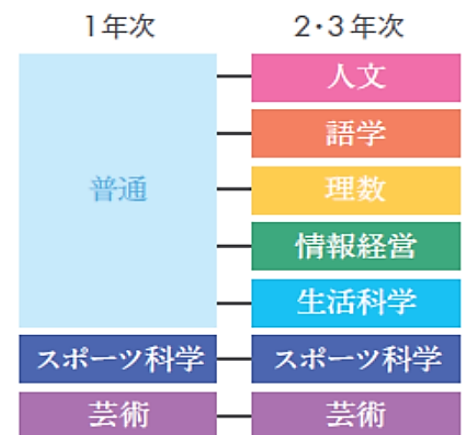 1年次
2・3年次
普通
人文
語学
理数
情報経営
生活科学
スポーツ科学
スポーツ科学
芸術
芸術